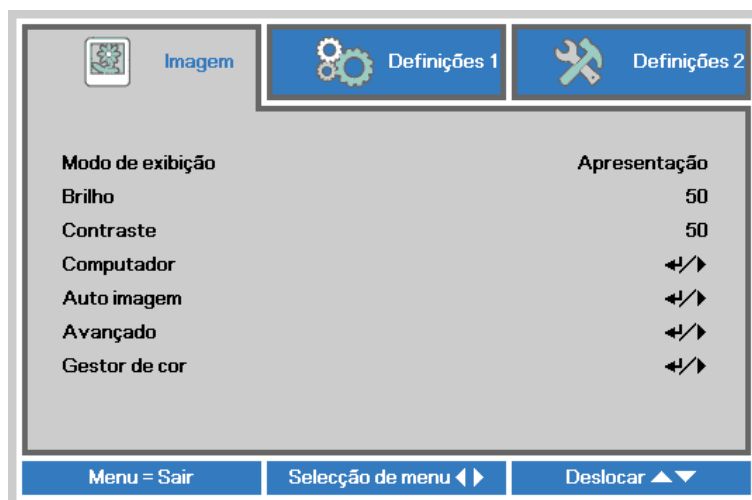 Imagem Definições 1 Definições 2
Modo de exibição Apresentação
Brilho 50
Contraste 50
Computador
Auto imagem
Avançado
Gestor de cor
Menu = Sair Selecção de menu Deslocar